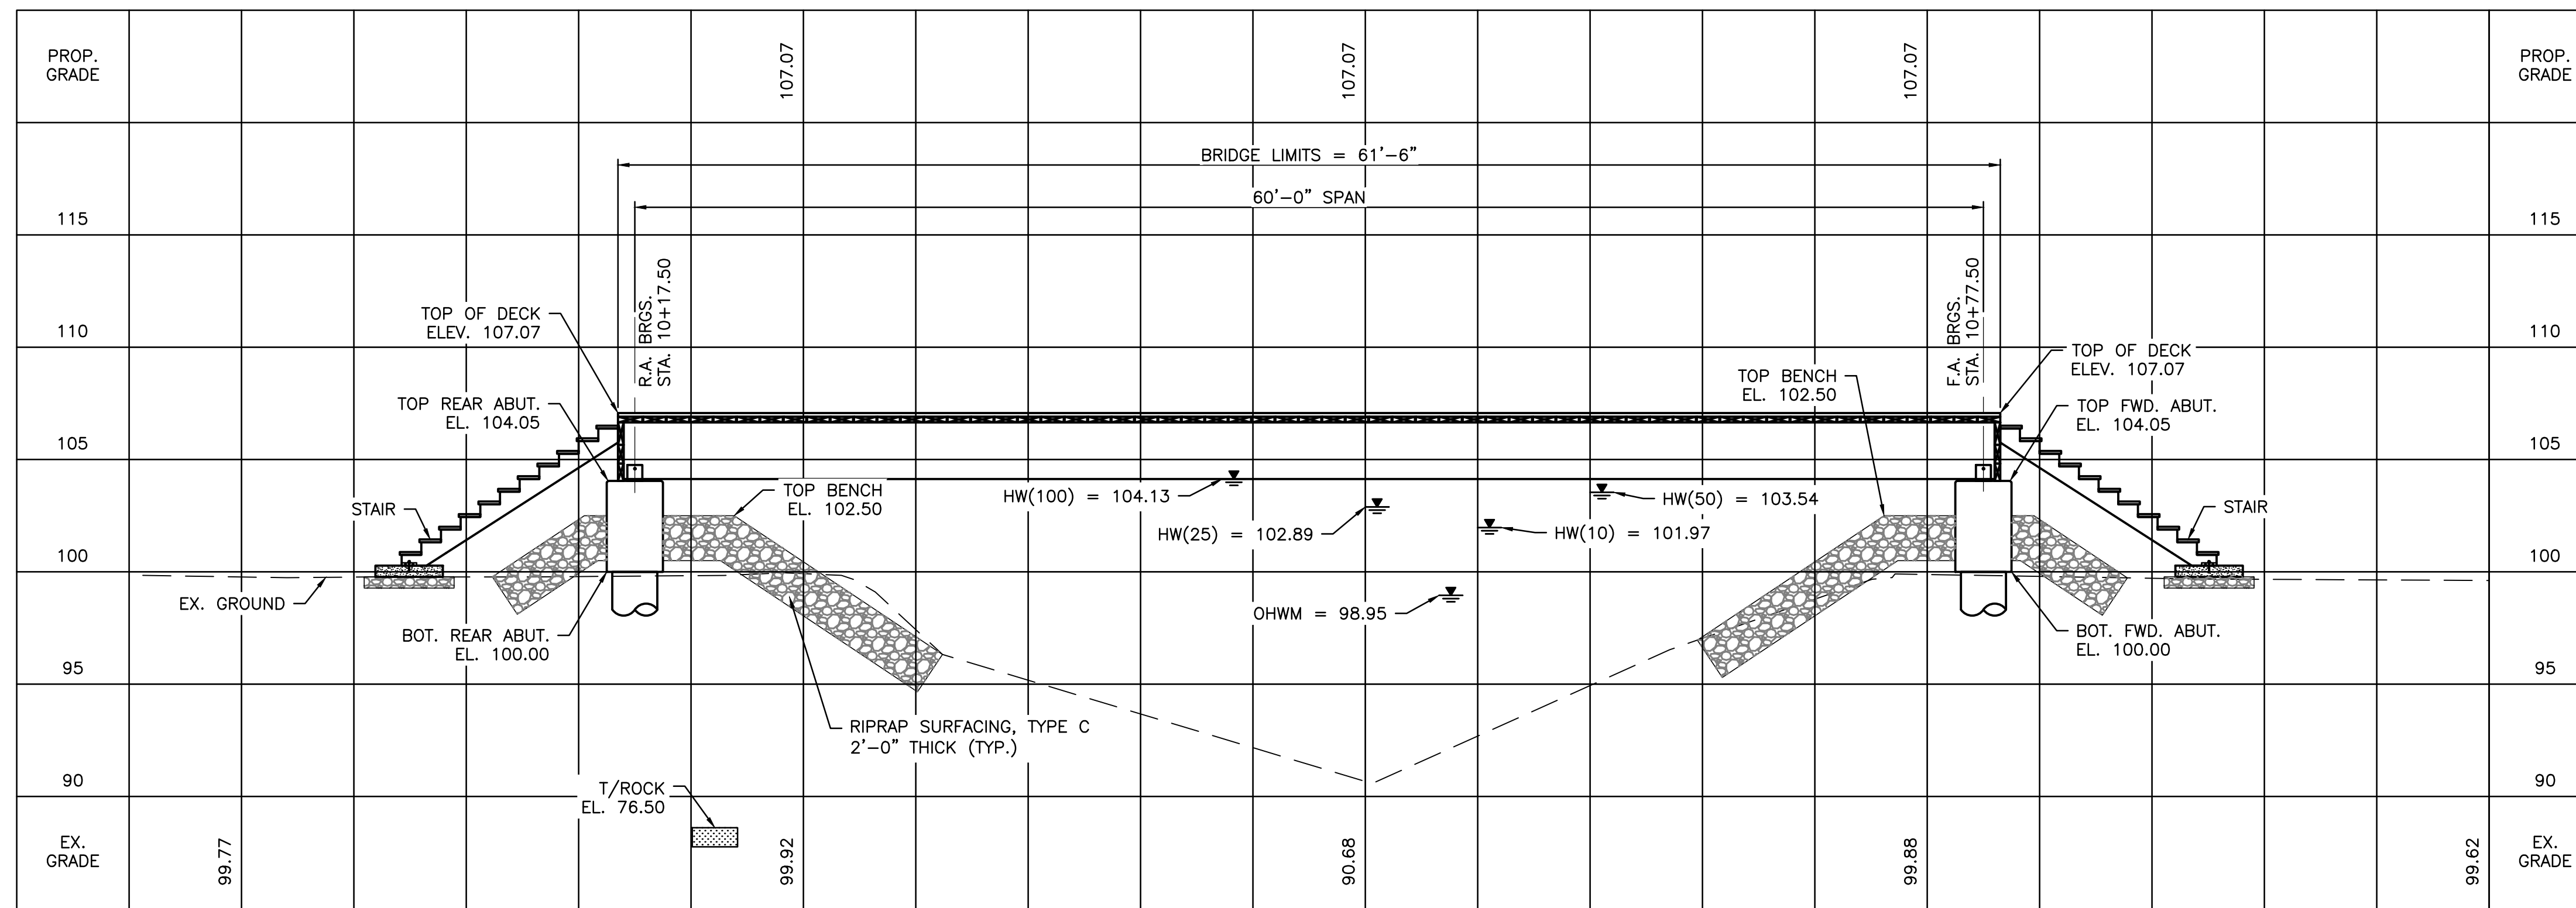 PROP.
GRADE
107.07
107.07
107.07
PROP.
GRADE
BRIDGE LIMITS = 61'-6"
60'-0" SPAN
115
115
R.A. BRGS.
STA. 10+17.50
F.A. BRGS.
STA. 10+77.50
TOP OF DECK
ELEV. 107.07
110
110
TOP OF DECK
ELEV. 107.07
TOP BENCH
EL. 102.50
TOP REAR ABUT.
EL. 104.05
TOP FWD. ABUT.
EL. 104.05
105
105
TOP BENCH
EL. 102.50
HW(100) = 104.13
HW(50) = 103.54
STAIR
STAIR
HW(25) = 102.89
HW(10) = 101.97
100
100
EX. GROUND
OHWM = 98.95
BOT. REAR ABUT.
EL. 100.00
BOT. FWD. ABUT.
EL. 100.00
95
95
RIPRAP SURFACING, TYPE C
2'-0" THICK (TYP.)
90
90
T/ROCK
EL. 76.50
EX.
GRADE
99.77
99.92
90.68
99.88
99.62
EX.
GRADE